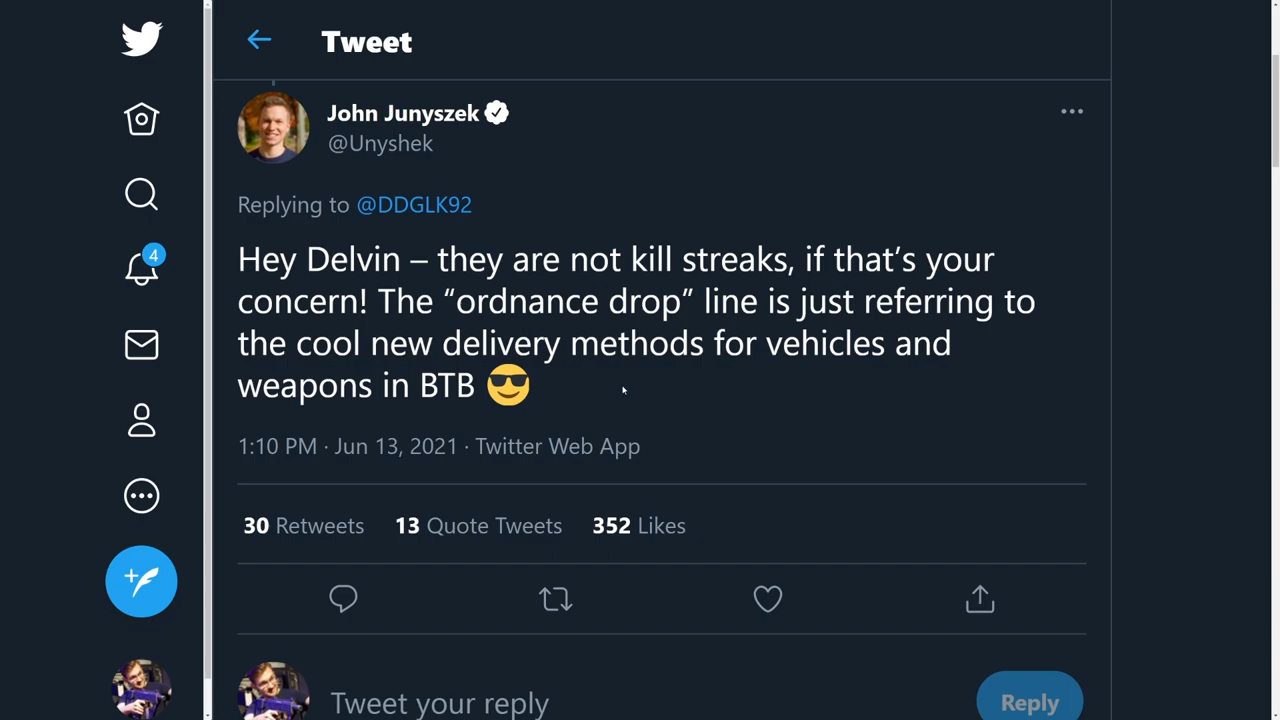 Tweet
John Junyszek
@Unyshek
Replying to @DDGLK92
Hey Delvin – they are not kill streaks, if that’s your
concern! The “ordnance drop” line is just referring to
the cool new delivery methods for vehicles and
weapons in BTB 😎
1:10 PM · Jun 13, 2021 · Twitter Web App
30 Retweets 13 Quote Tweets 352 Likes
4
Tweet your reply
Reply